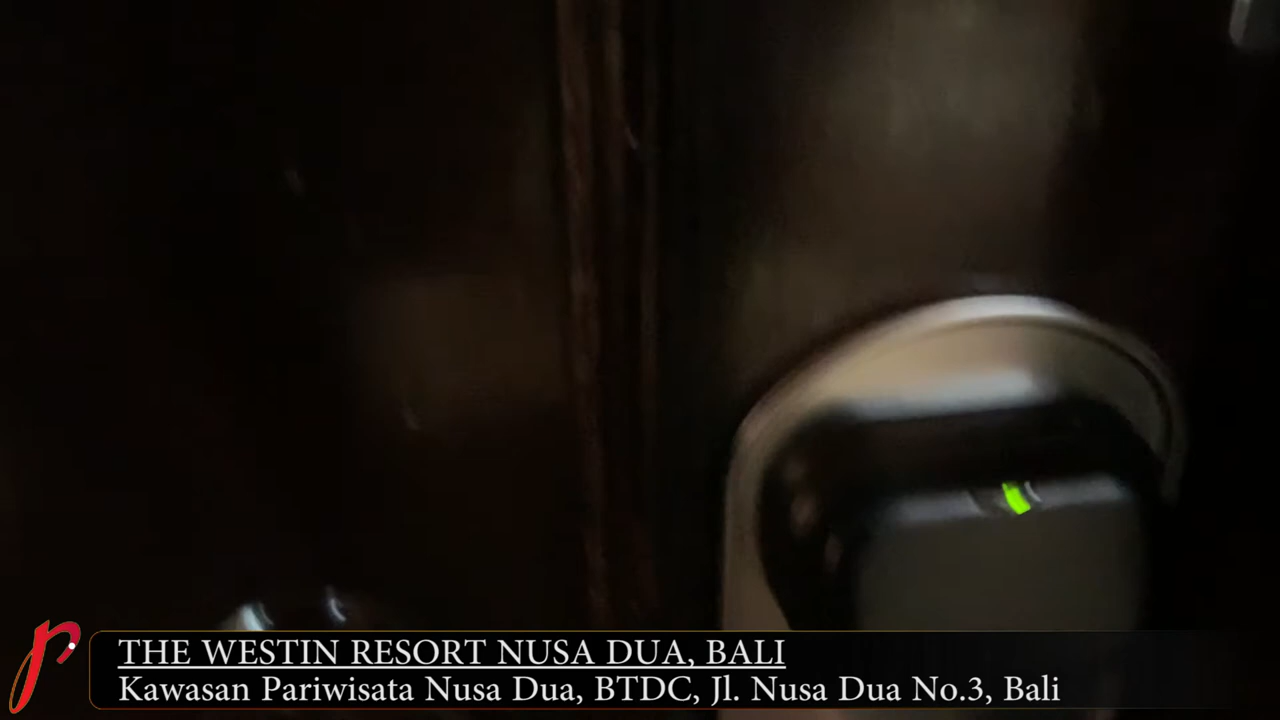 THE WESTIN RESORT NUSA DUA, BALI
Kawasan Pariwisata Nusa Dua, BTDC, Jl. Nusa Dua No.3, Bali